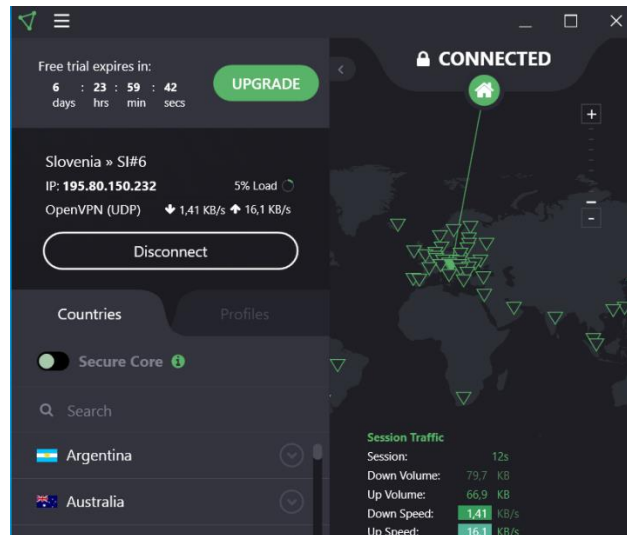 Free trial expires in:
6 : 23 : 59 : 42
days hrs min secs
UPGRADE
Slovenia » SI#6
IP: 195.80.150.232 5% Load
OpenVPN (UDP) 1,41 KB/s 16,1 KB/s
Disconnect
Countries Profiles
Secure Core
Search
Argentina
Australia
CONNECTED
+
-
Session Traffic
Session: 12s
Down Volume: 79,7 KB
Up Volume: 66,9 KB
Down Speed: 1,41 KB/s
Up Speed: 16,1 KB/s